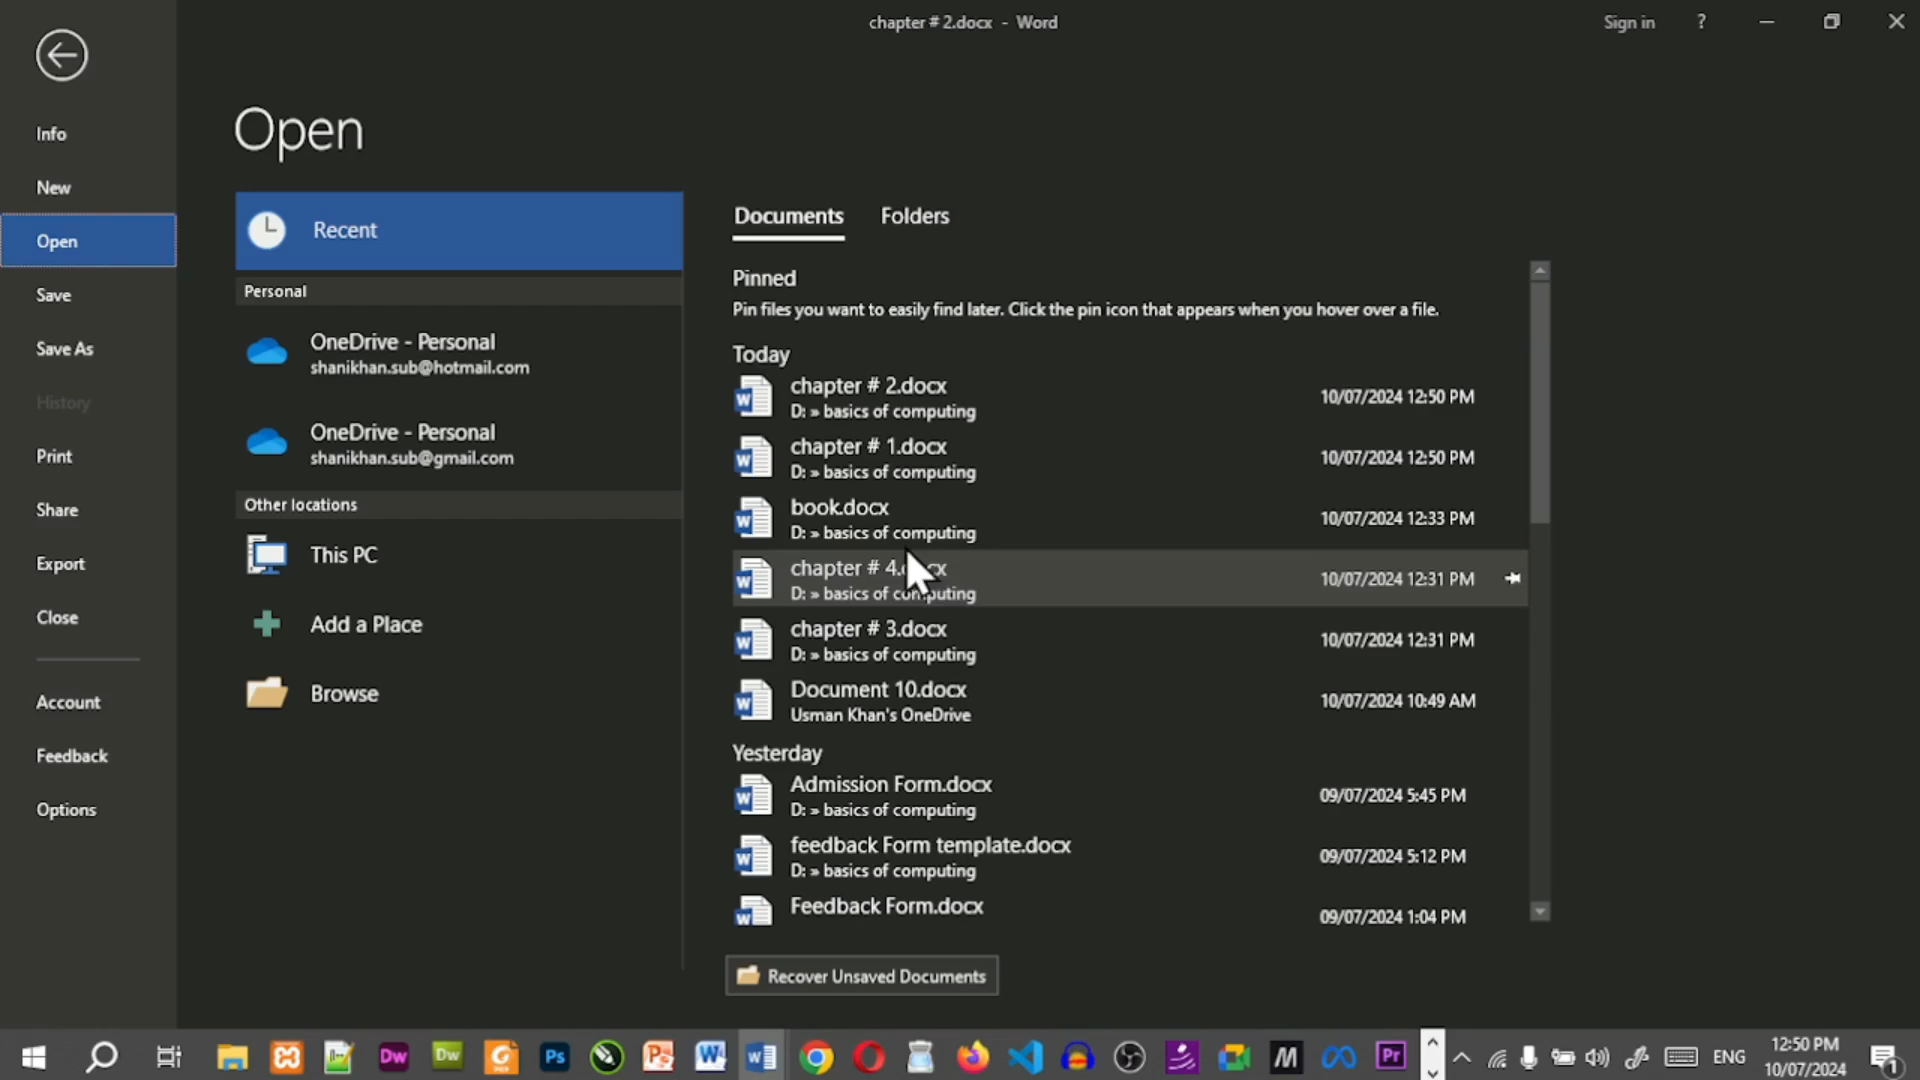 chapter # 2.docx - Word
Sign in
?
Info
New
Open
Save
Save As
History
Print
Share
Export
Close
Account
Feedback
Options
Open
Recent
Personal
OneDrive - Personal
shanikhan.sub@hotmail.com
OneDrive - Personal
shanikhan.sub@gmail.com
Other locations
This PC
Add a Place
Browse
Documents Folders
Pinned
Pin files you want to easily find later. Click the pin icon that appears when you hover over a file.
Today
chapter # 2.docx
D: » basics of computing
10/07/2024 12:50 PM
chapter # 1.docx
D: » basics of computing
10/07/2024 12:50 PM
book.docx
D: » basics of computing
10/07/2024 12:33 PM
chapter # 4.docx
D: » basics of computing
10/07/2024 12:31 PM
chapter # 3.docx
D: » basics of computing
10/07/2024 12:31 PM
Document 10.docx
Usman Khan's OneDrive
10/07/2024 10:49 AM
Yesterday
Admission Form.docx
D: » basics of computing
09/07/2024 5:45 PM
feedback Form template.docx
D: » basics of computing
09/07/2024 5:12 PM
Feedback Form.docx
09/07/2024 1:04 PM
Recover Unsaved Documents
Dw
Dw
Ps
Pr
ENG
12:50 PM
10/07/2024
1